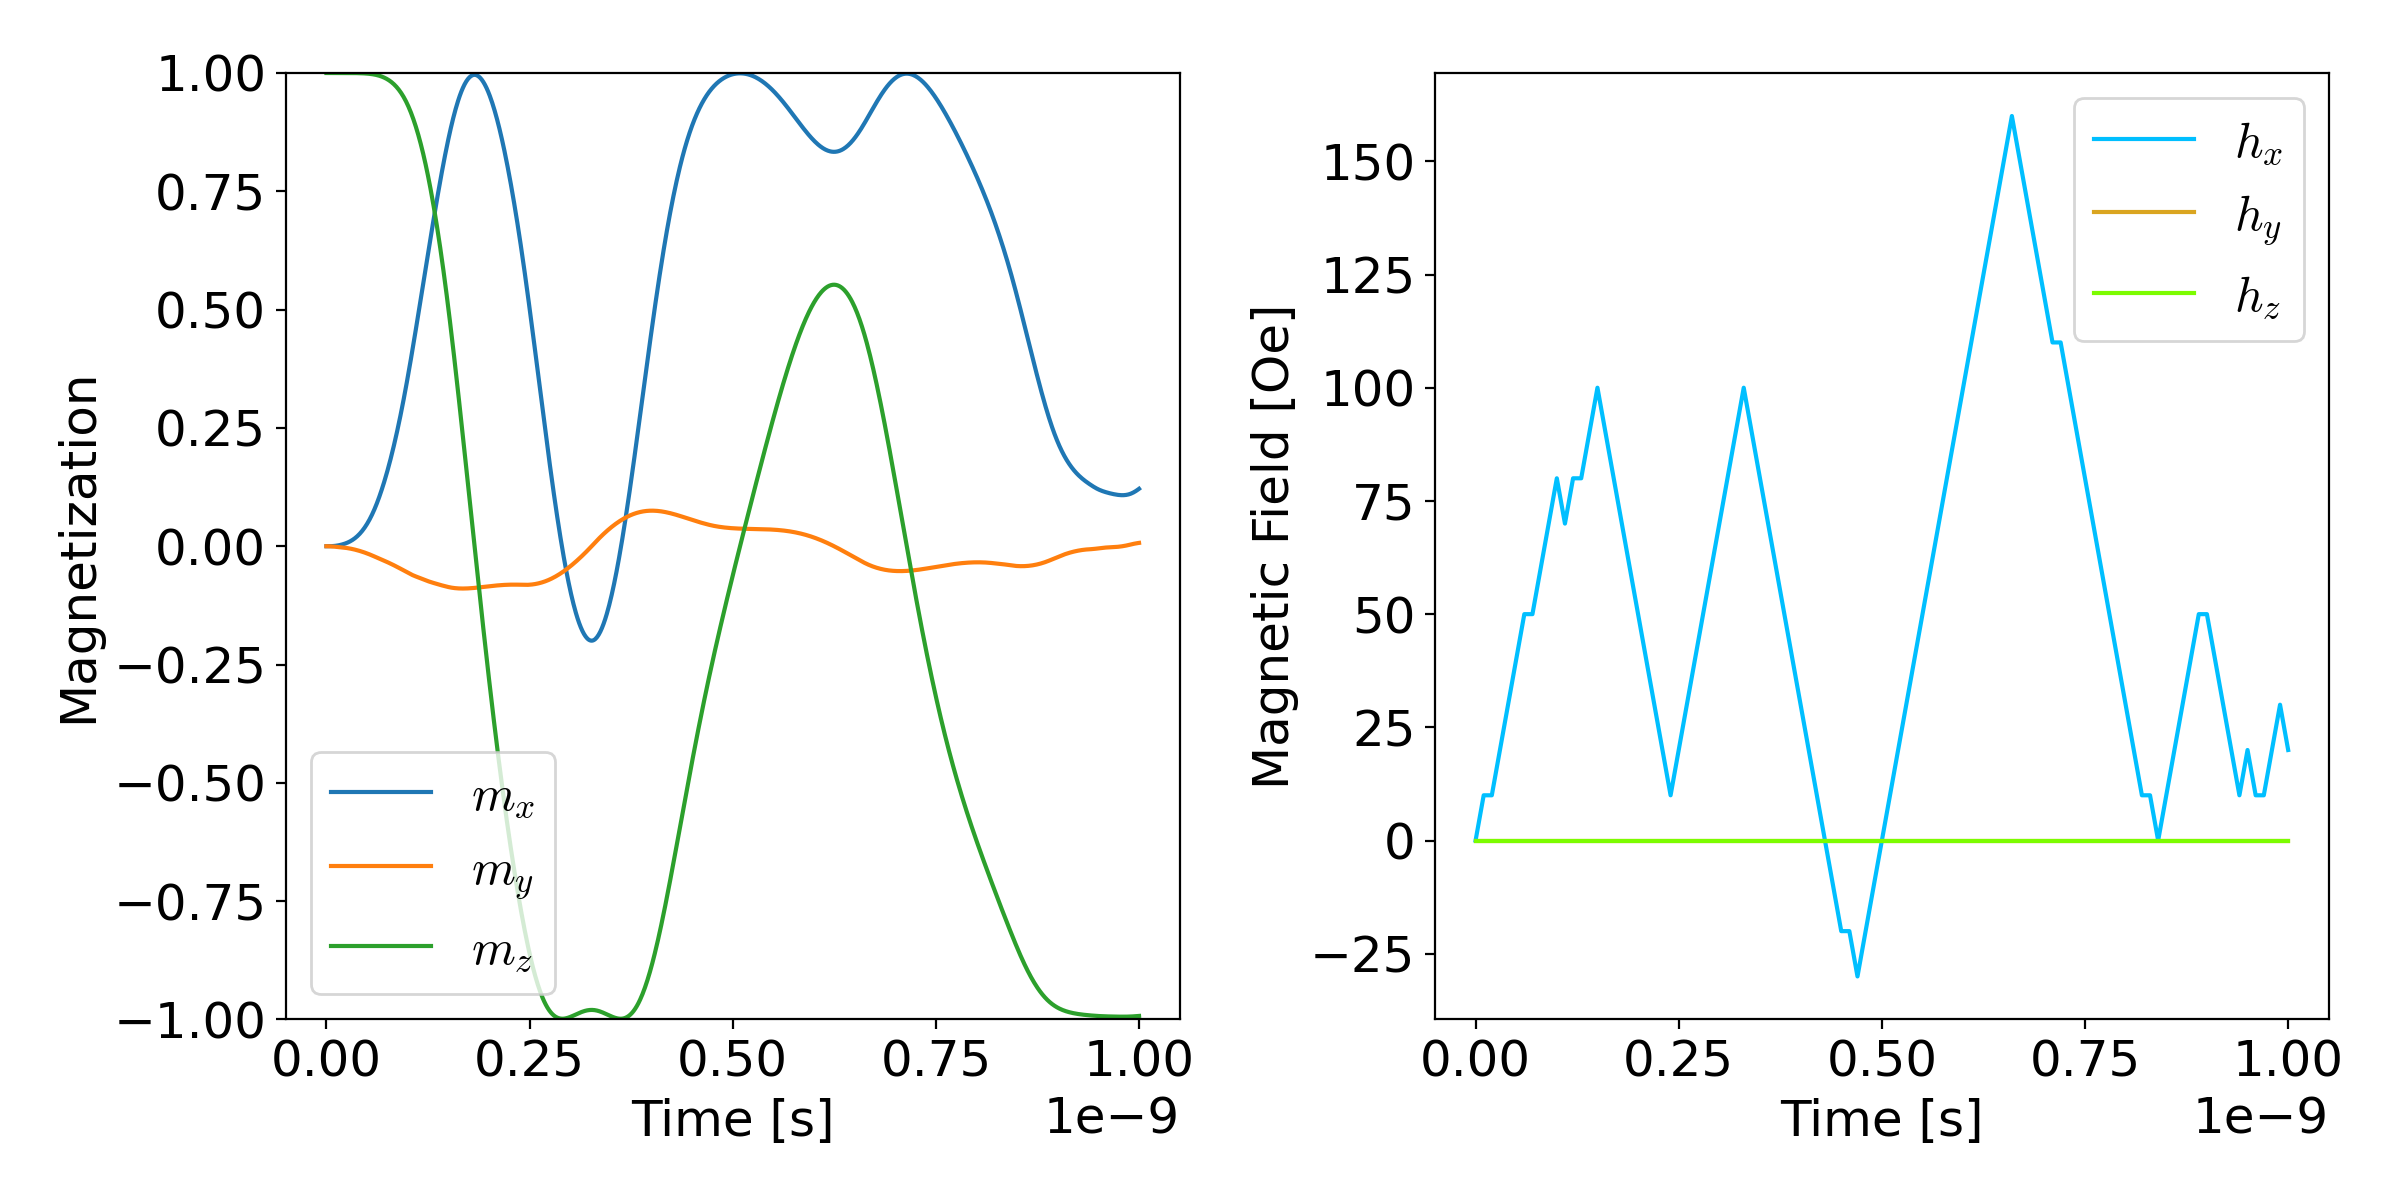 Magnetization
1.00
0.75
0.50
0.25
0.00
−0.25
−0.50
−0.75
−1.00
m_x
m_y
m_z
0.00 0.25 0.50 0.75 1.00
Time [s]
1e−9
Magnetic Field [Oe]
150
125
100
75
50
25
0
−25
h_x
h_y
h_z
0.00 0.25 0.50 0.75 1.00
Time [s]
1e−9